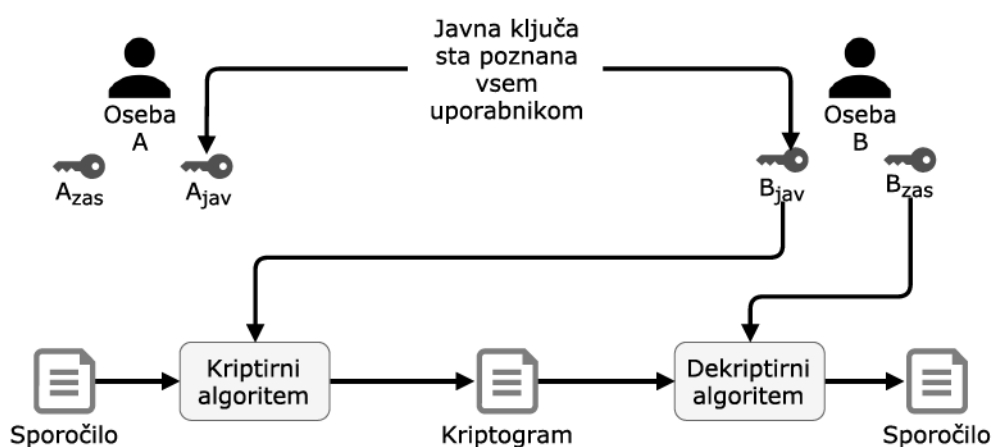 Javna ključa
sta poznana
vsem
uporabnikom
Oseba
A
Oseba
B
Azas
Ajav
Bjav
Bzas
Kriptirni
algoritem
Dekriptirni
algoritem
Sporočilo
Kriptogram
Sporočilo